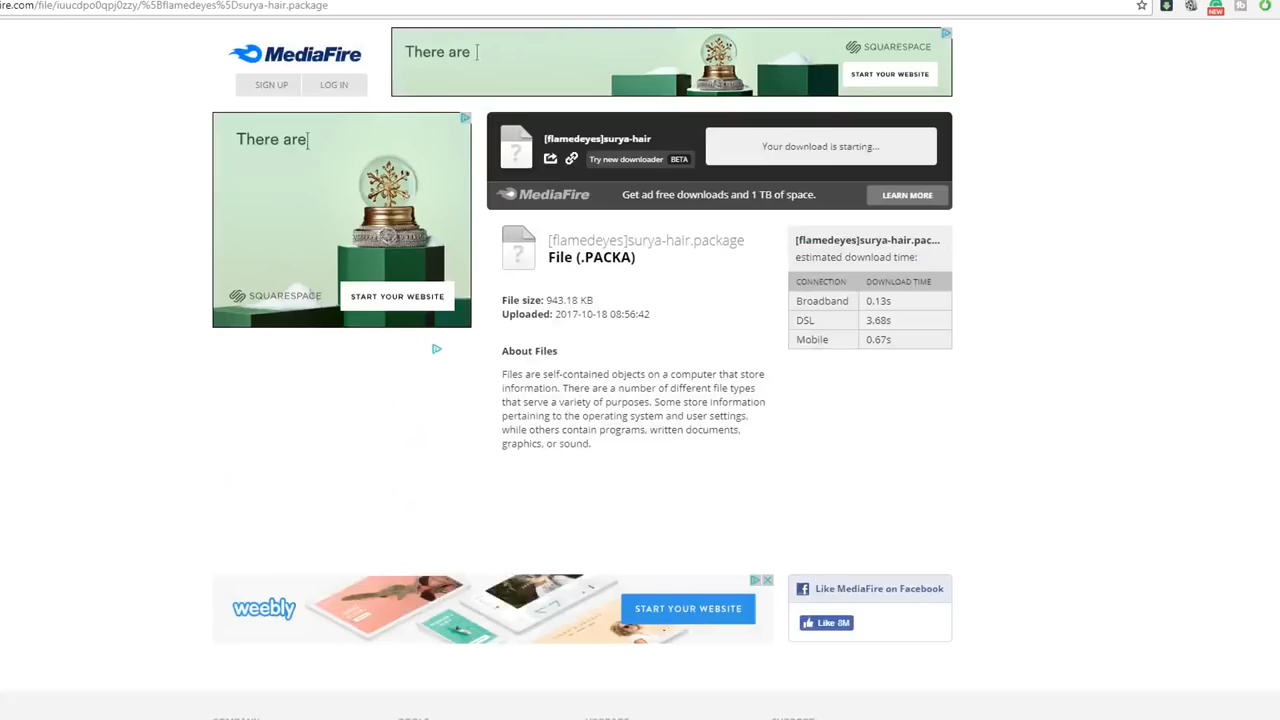 ire.com/file/iuucdpo0qpj0zzy/%5Bflamedeyes%5Dsurya-hair.package
NEW
MediaFire
SIGN UP
LOG IN
There are
SQUARESPACE
START YOUR WEBSITE
There are
SQUARESPACE
START YOUR WEBSITE
[flamedeyes]surya-hair
Try new downloader BETA
Your download is starting...
MediaFire
Get ad free downloads and 1 TB of space.
LEARN MORE
[flamedeyes]surya-hair.package
File (.PACKA)
File size: 943.18 KB
Uploaded: 2017-10-18 08:56:42
About Files
Files are self-contained objects on a computer that store
information. There are a number of different file types
that serve a variety of purposes. Some store information
pertaining to the operating system and user settings,
while others contain programs, written documents,
graphics, or sound.
[flamedeyes]surya-hair.pac...
estimated download time:
CONNECTION DOWNLOAD TIME
Broadband 0.13s
DSL 3.68s
Mobile 0.67s
weebly
START YOUR WEBSITE
Like MediaFire on Facebook
Like 8M